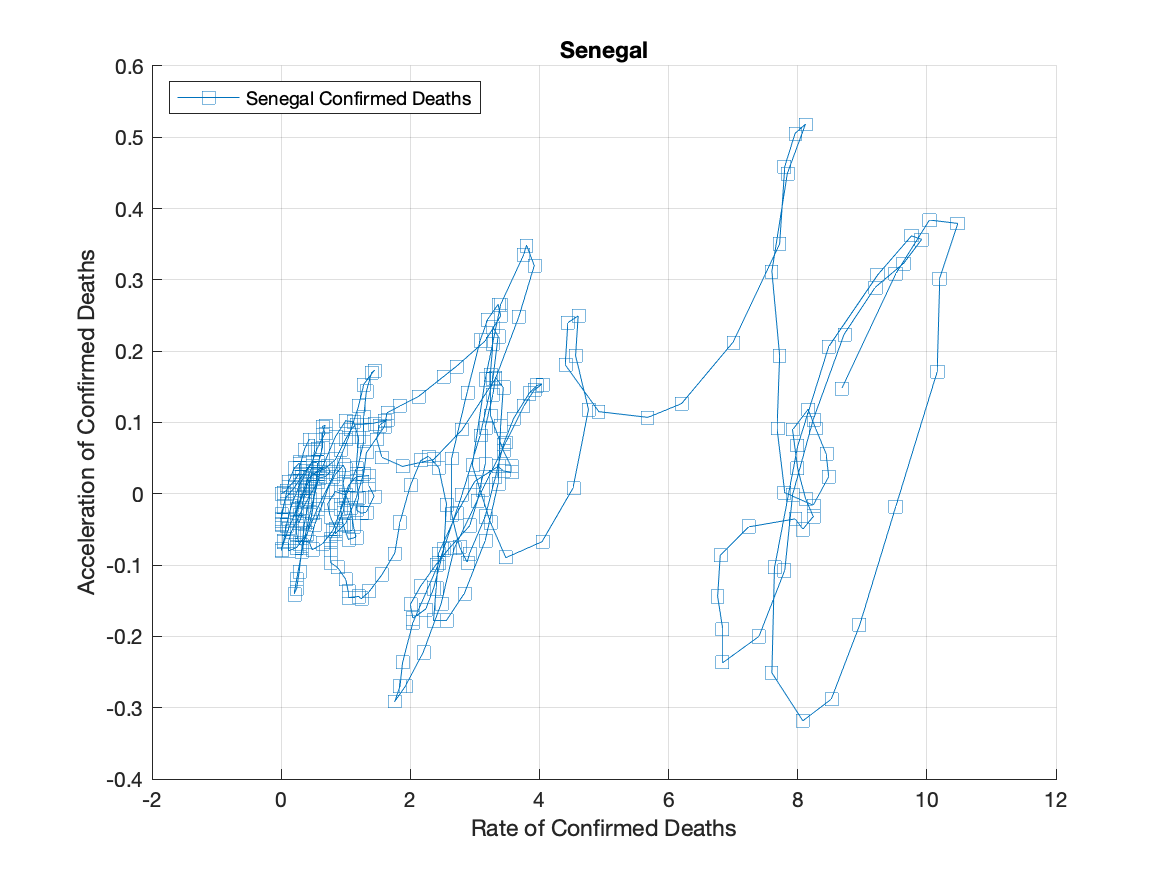 Senegal
0.6
Senegal Confirmed Deaths
0.5
0.4
0.3
0.2
0.1
0
-0.1
-0.2
-0.3
-0.4
Acceleration of Confirmed Deaths
-2 0 2 4 6 8 10 12
Rate of Confirmed Deaths